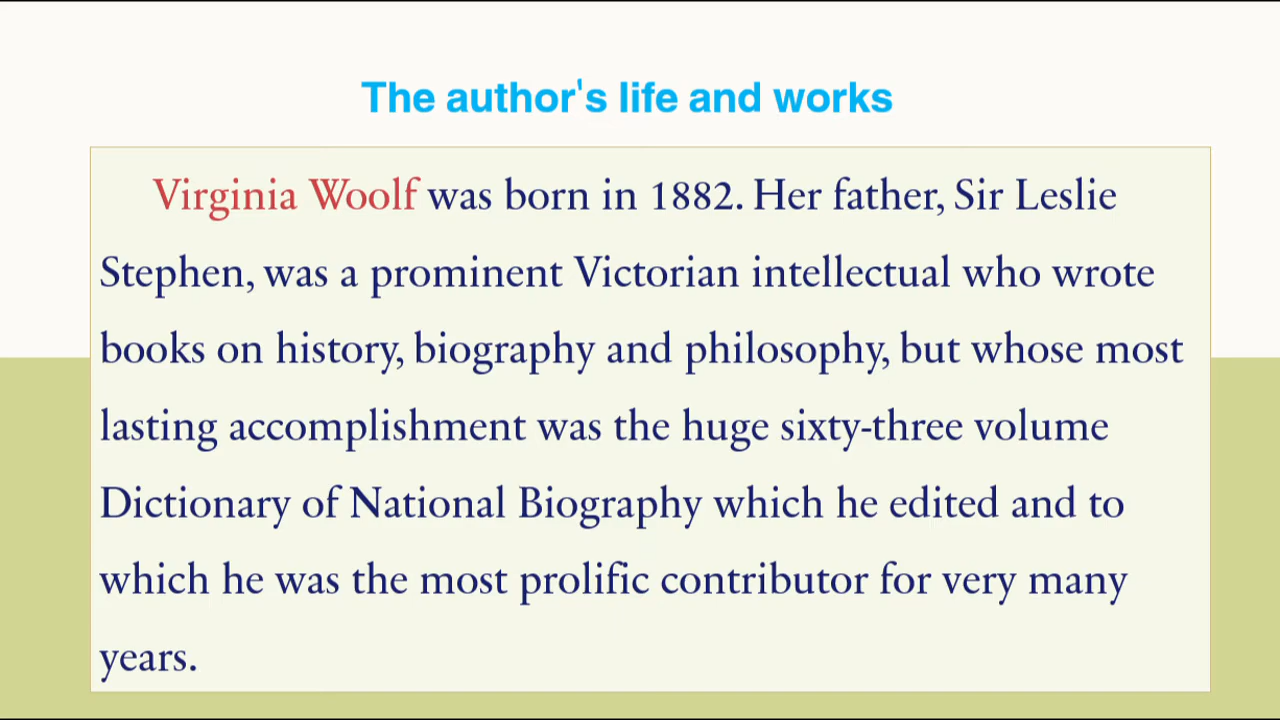 The author's life and works
Virginia Woolf was born in 1882. Her father, Sir Leslie
Stephen, was a prominent Victorian intellectual who wrote
books on history, biography and philosophy, but whose most
lasting accomplishment was the huge sixty-three volume
Dictionary of National Biography which he edited and to
which he was the most prolific contributor for very many
years.